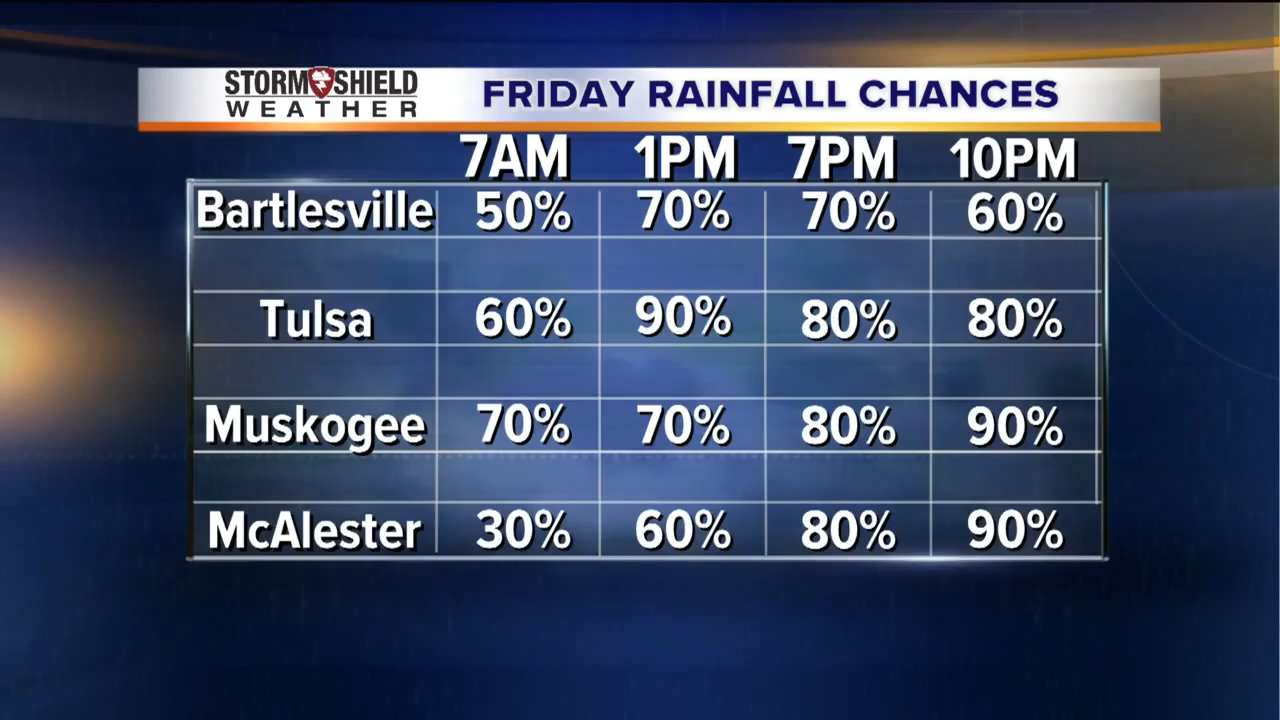 STORM SHIELD
WEATHER
FRIDAY RAINFALL CHANCES
7AM 1PM 7PM 10PM
Bartlesville 50% 70% 70% 60%
Tulsa 60% 90% 80% 80%
Muskogee 70% 70% 80% 90%
McAlester 30% 60% 80% 90%